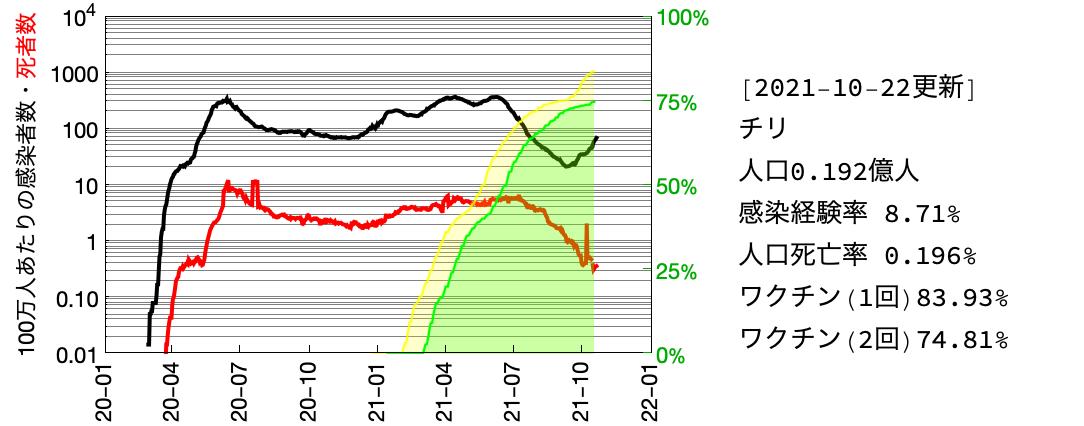 100万人あたりの感染者数・死者数
10^4
1000
100
10
1
0.10
0.01
100%
75%
50%
25%
0%
20-01
20-04
20-07
20-10
21-01
21-04
21-07
21-10
22-01
[2021-10-22更新]
チリ
人口0.192億人
感染経験率 8.71%
人口死亡率 0.196%
ワクチン(1回)83.93%
ワクチン(2回)74.81%